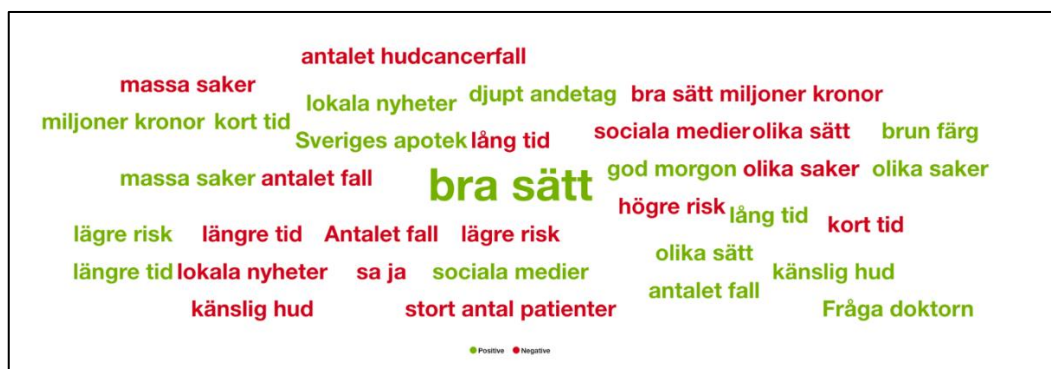 antalet hudcancerfall
massa saker
lokala nyheter djupt andetag bra sätt miljoner kronor
miljoner kronor kort tid
Sveriges apotek lång tid sociala medier olika sätt brun färg
massa saker antalet fall bra sätt god morgon olika saker olika saker
högre risk lång tid kort tid
lägre risk längre tid Antalet fall lägre risk
olika sätt
längre tid lokala nyheter sa ja sociala medier känslig hud
antalet fall
känslig hud stort antal patienter Fråga doktorn
Positive Negative